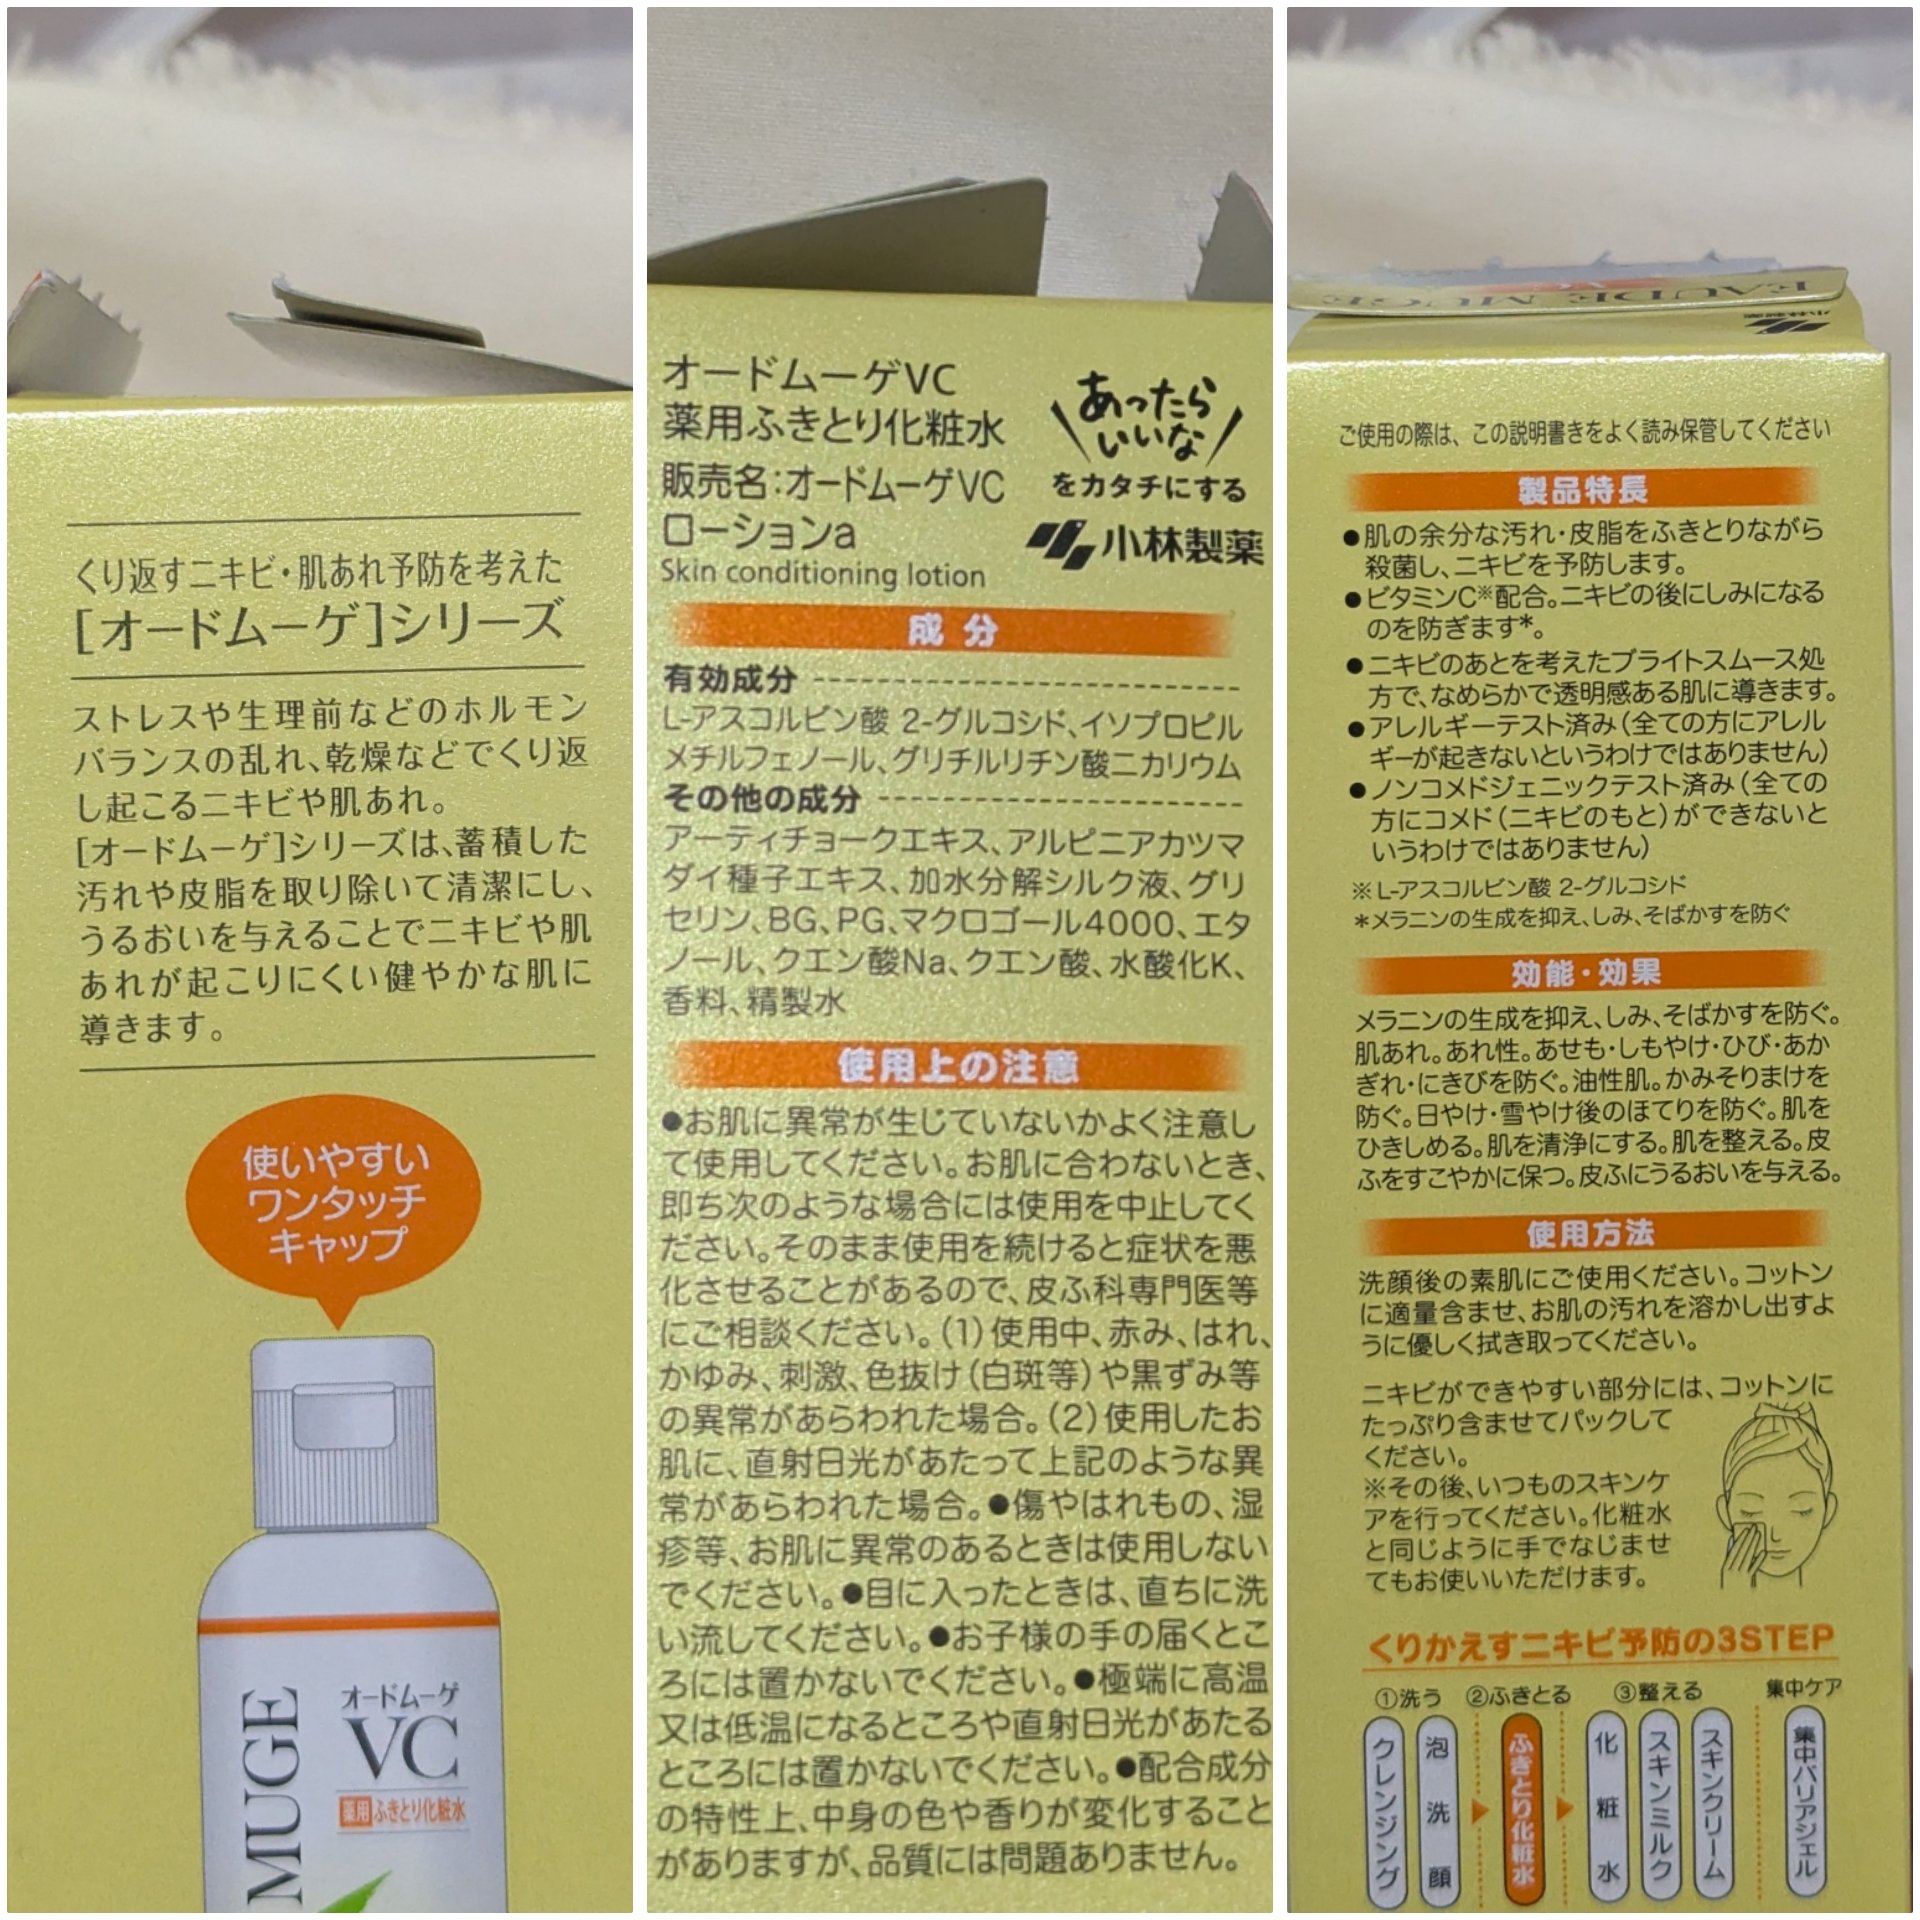 くり返すニキビ・肌あれ予防を考えた
[オードムーゲ]シリーズ
ストレスや生理前などのホルモン
バランスの乱れ、乾燥などでくり返
し起こるニキビや肌あれ。
[オードムーゲ]シリーズは、蓄積した
汚れや皮脂を取り除いて清潔にし、
うるおいを与えることでニキビや肌
あれが起こりにくい健やかな肌に
導きます。
使いやすい
ワンタッチ
キャップ
MUGE
オードムーゲ
VC
薬用ふきとり化粧水
オードムーゲVC
薬用ふきとり化粧水
販売名:オードムーゲVC
ローションa
Skin conditioning lotion
あったら
いいな
をカタチにする
小林製薬
成分
有効成分
L-アスコルビン酸 2-グルコシド、イソプロピル
メチルフェノール、グリチルリチン酸ニカリウム
その他の成分
アーティチョークエキス、アルピニアカツマ
ダイ種子エキス、加水分解シルク液、グリ
セリン、BG、PG、マクロゴール4000、エタ
ノール、クエン酸Na、クエン酸、水酸化K、
香料、精製水
使用上の注意
●お肌に異常が生じていないかよく注意し
て使用してください。お肌に合わないとき、
即ち次のような場合には使用を中止してく
ださい。そのまま使用を続けると症状を悪
化させることがあるので、皮ふ科専門医等
にご相談ください。(1)使用中、赤み、はれ、
かゆみ、刺激、色抜け(白斑等)や黒ずみ等
の異常があらわれた場合。(2)使用したお
肌に、直射日光があたって上記のような異
常があらわれた場合。●傷やはれもの、湿
疹等、お肌に異常のあるときは使用しない
でください。●目に入ったときは、直ちに洗
い流してください。●お子様の手の届くとこ
ろには置かないでください。●極端に高温
又は低温になるところや直射日光があたる
ところには置かないでください。●配合成分
の特性上、中身の色や香りが変化すること
がありますが、品質には問題ありません。
EAUDE MUGE
小林製薬
ご使用の際は、この説明書きをよく読み保管してください
製品特長
●肌の余分な汚れ・皮脂をふきとりながら
殺菌し、ニキビを予防します。
●ビタミンC※配合。ニキビの後にしみになる
のを防ぎます*。
●ニキビのあとを考えたブライトスムース処
方で、なめらかで透明感ある肌に導きます。
●アレルギーテスト済み(全ての方にアレル
ギーが起きないというわけではありません)
●ノンコメドジェニックテスト済み(全ての
方にコメド(ニキビのもと)ができないと
いうわけではありません)
※L-アスコルビン酸 2-グルコシド
*メラニンの生成を抑え、しみ、そばかすを防ぐ
効能・効果
メラニンの生成を抑え、しみ、そばかすを防ぐ。
肌あれ。あれ性。あせも・しもやけ・ひび・あか
ぎれ・にきびを防ぐ。油性肌。かみそりまけを
防ぐ。日やけ・雪やけ後のほてりを防ぐ。肌を
ひきしめる。肌を清浄にする。肌を整える。皮
ふをすこやかに保つ。皮ふにうるおいを与える。
使用方法
洗顔後の素肌にご使用ください。コットン
に適量含ませ、お肌の汚れを溶かし出すよ
うに優しく拭き取ってください。
ニキビができやすい部分には、コットンに
たっぷり含ませてパックして
ください。
※その後、いつものスキンケ
アを行ってください。化粧水
と同じように手でなじませ
てもお使いいただけます。
くりかえすニキビ予防の3STEP
①洗う ②ふきとる ③整える 集中ケア
クレンジング
泡洗顔
ふきとり化粧水
化粧水
スキンミルク
スキンクリーム
集中バリアジェル